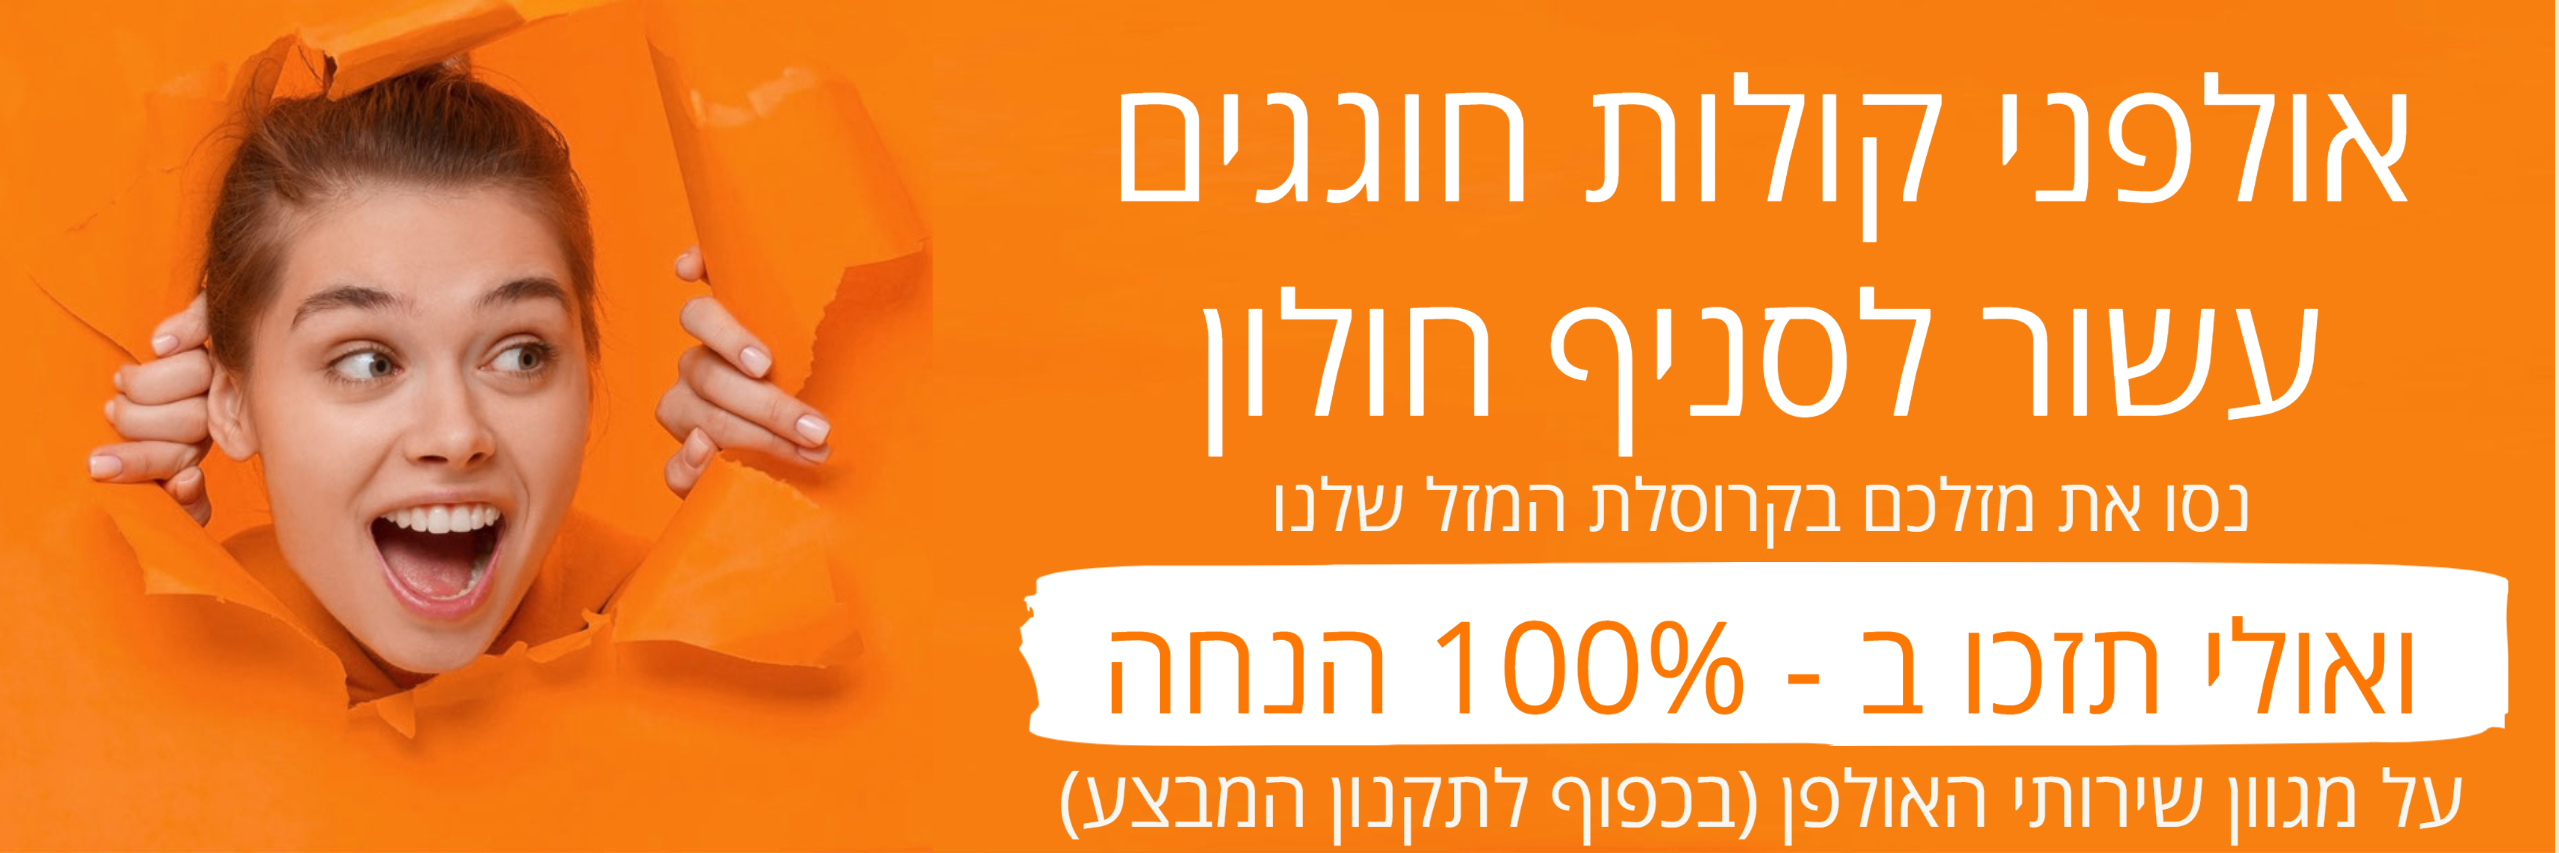 אולפני קולות חוגגים
עשור לסניף חולון
נסו את מזלכם בקרוסלת המזל שלנו
ואולי תזכו ב - 100% הנחה
על מגוון שירותי האולפן (בכפוף לתקנון המבצע)